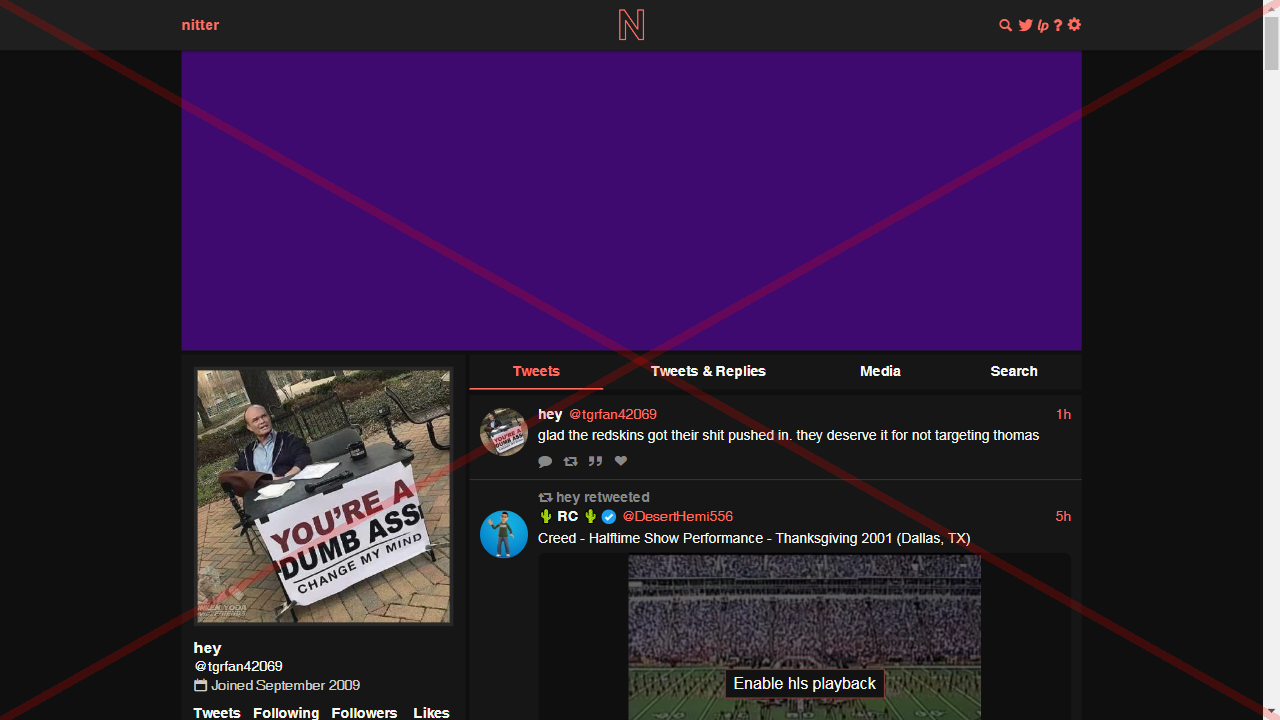 nitter
N
lp ?
Tweets
Tweets & Replies
Media
Search
YOU'RE A
DUMB ASS
CHANGE MY MIND
hey
@tgrfan42069
Joined September 2009
Tweets Following Followers Likes
hey @tgrfan42069 1h
glad the redskins got their shit pushed in. they deserve it for not targeting thomas
hey retweeted
RC @DesertHemi556 5h
Creed - Halftime Show Performance - Thanksgiving 2001 (Dallas, TX)
Enable hls playback